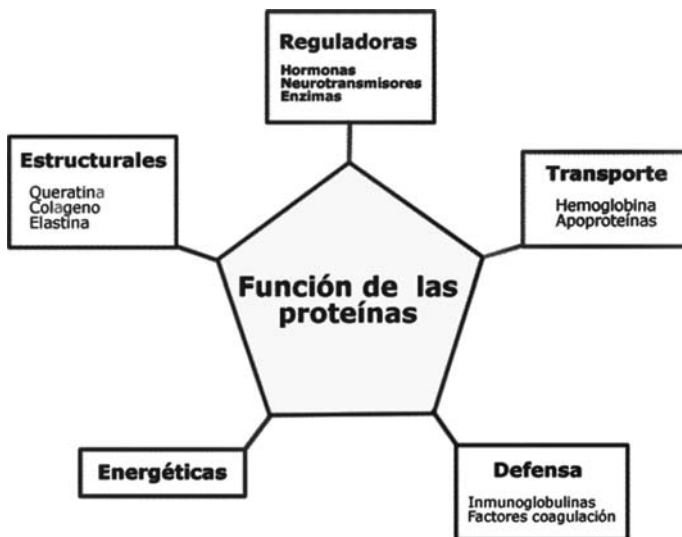 Reguladoras
Hormonas
Neurotransmisores
Enzimas
Estructurales
Queratina
Colageno
Elastina
Transporte
Hemoglobina
Apoproteínas
Función de las
proteínas
Energéticas
Defensa
Inmunoglobulinas
Factores coagulación